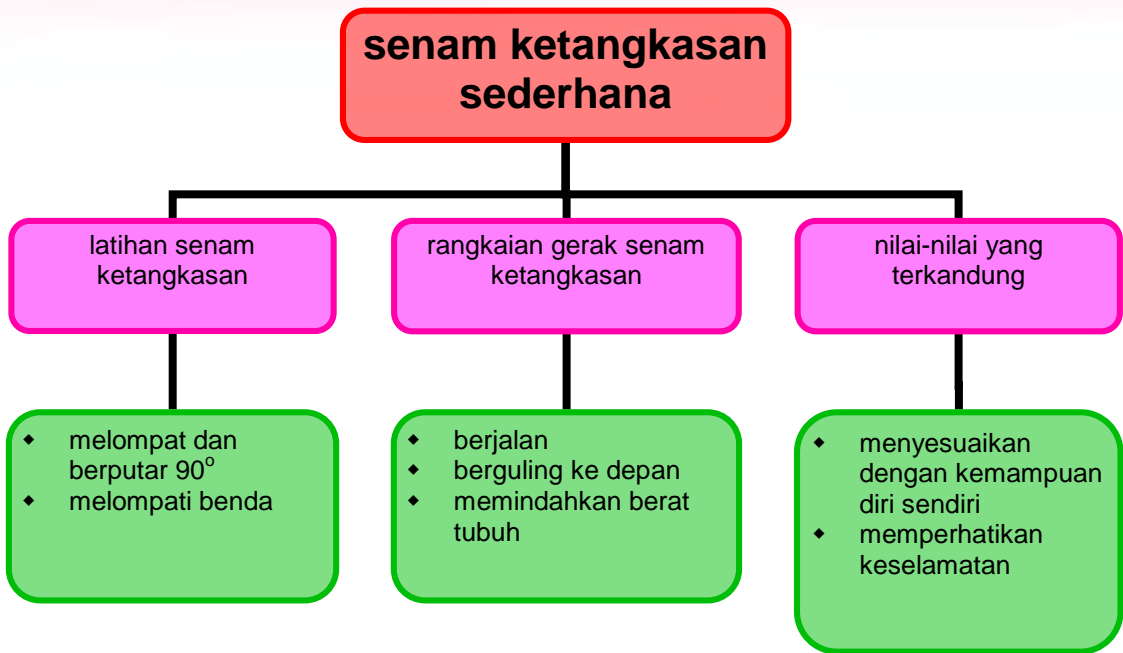 senam ketangkasan
sederhana
latihan senam
ketangkasan
rangkaian gerak senam
ketangkasan
nilai-nilai yang
terkandung
◆ melompat dan
berputar 90°
◆ melompati benda
◆ berjalan
◆ berguling ke depan
◆ memindahkan berat
tubuh
◆ menyesuaikan
dengan kemampuan
diri sendiri
◆ memperhatikan
keselamatan